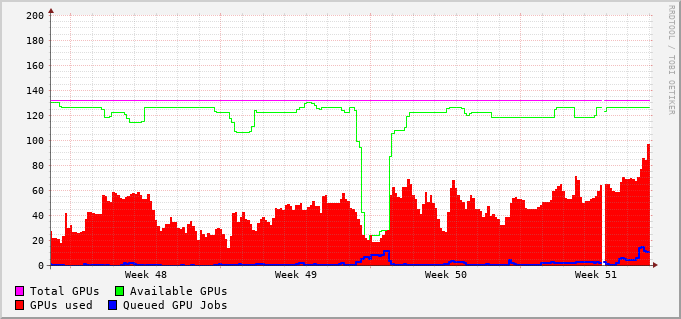 200
180
160
140
120
100
80
60
40
20
0
Week 48 Week 49 Week 50 Week 51
Total GPUs Available GPUs
GPUs used Queued GPU Jobs
RRDTOOL / TOBI OETIKER